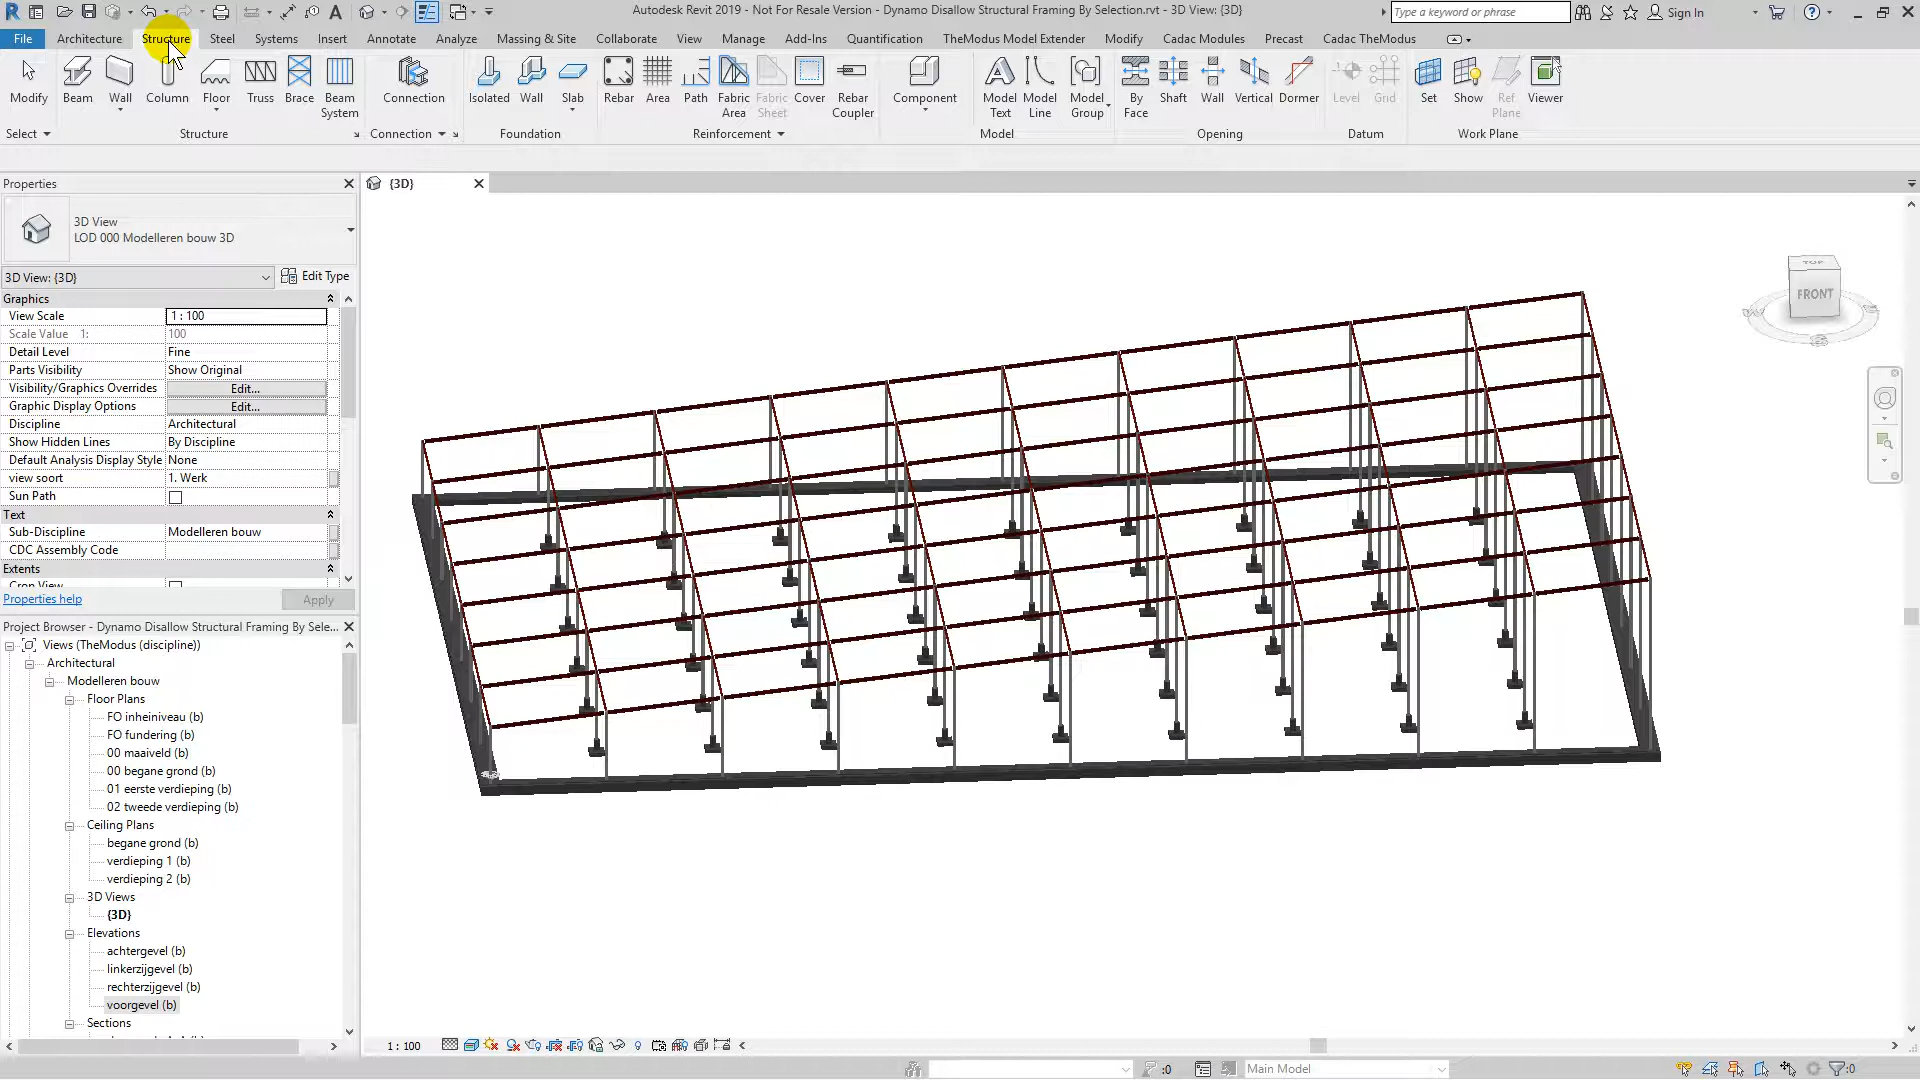 Autodesk Revit 2019 - Not For Resale Version - Dynamo Disallow Structural Framing By Selection.rvt - 3D View: {3D}
Type a keyword or phrase
Sign In
File Architecture Structure Steel Systems Insert Annotate Analyze Massing & Site Collaborate View Manage Add-Ins Quantification TheModus Model Extender Modify Cadac Modules Precast Cadac TheModus
Modify Beam Wall Column Floor Truss Brace Beam System Connection Isolated Wall Slab Rebar Area Path Fabric Area Fabric Sheet Cover Rebar Coupler Component Model Text Model Line Model Group By Face Shaft Wall Vertical Dormer Level Grid Set Show Ref Plane Viewer
Select Structure Connection Foundation Reinforcement Model Opening Datum Work Plane
Properties
{3D}
3D View
LOD 000 Modelleren bouw 3D
3D View: {3D} Edit Type
Graphics
View Scale 1 : 100
Scale Value 1: 100
Detail Level Fine
Parts Visibility Show Original
Visibility/Graphics Overrides Edit...
Graphic Display Options Edit...
Discipline Architectural
Show Hidden Lines By Discipline
Default Analysis Display Style None
view soort 1. Werk
Sun Path
Text
Sub-Discipline Modelleren bouw
CDC Assembly Code
Extents
Crop View
Properties help Apply
Project Browser - Dynamo Disallow Structural Framing By Sele...
Views (TheModus (discipline))
Architectural
Modelleren bouw
Floor Plans
FO inheiniveau (b)
FO fundering (b)
00 maaiveld (b)
00 begane grond (b)
01 eerste verdieping (b)
02 tweede verdieping (b)
Ceiling Plans
begane grond (b)
verdieping 1 (b)
verdieping 2 (b)
3D Views
{3D}
Elevations
achtergevel (b)
linkerzijgevel (b)
rechterzijgevel (b)
voorgevel (b)
Sections
TOP
FRONT
1 : 100
:0
Main Model
:0